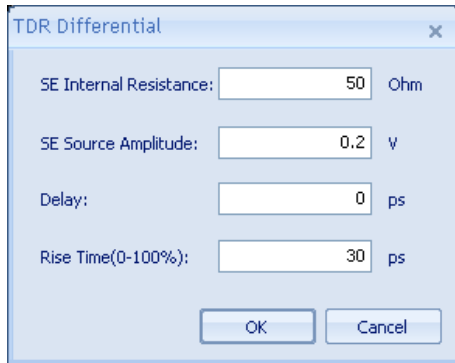 TDR Differential
SE Internal Resistance: 50 Ohm
SE Source Amplitude: 0.2 V
Delay: 0 ps
Rise Time(0-100%): 30 ps
OK Cancel